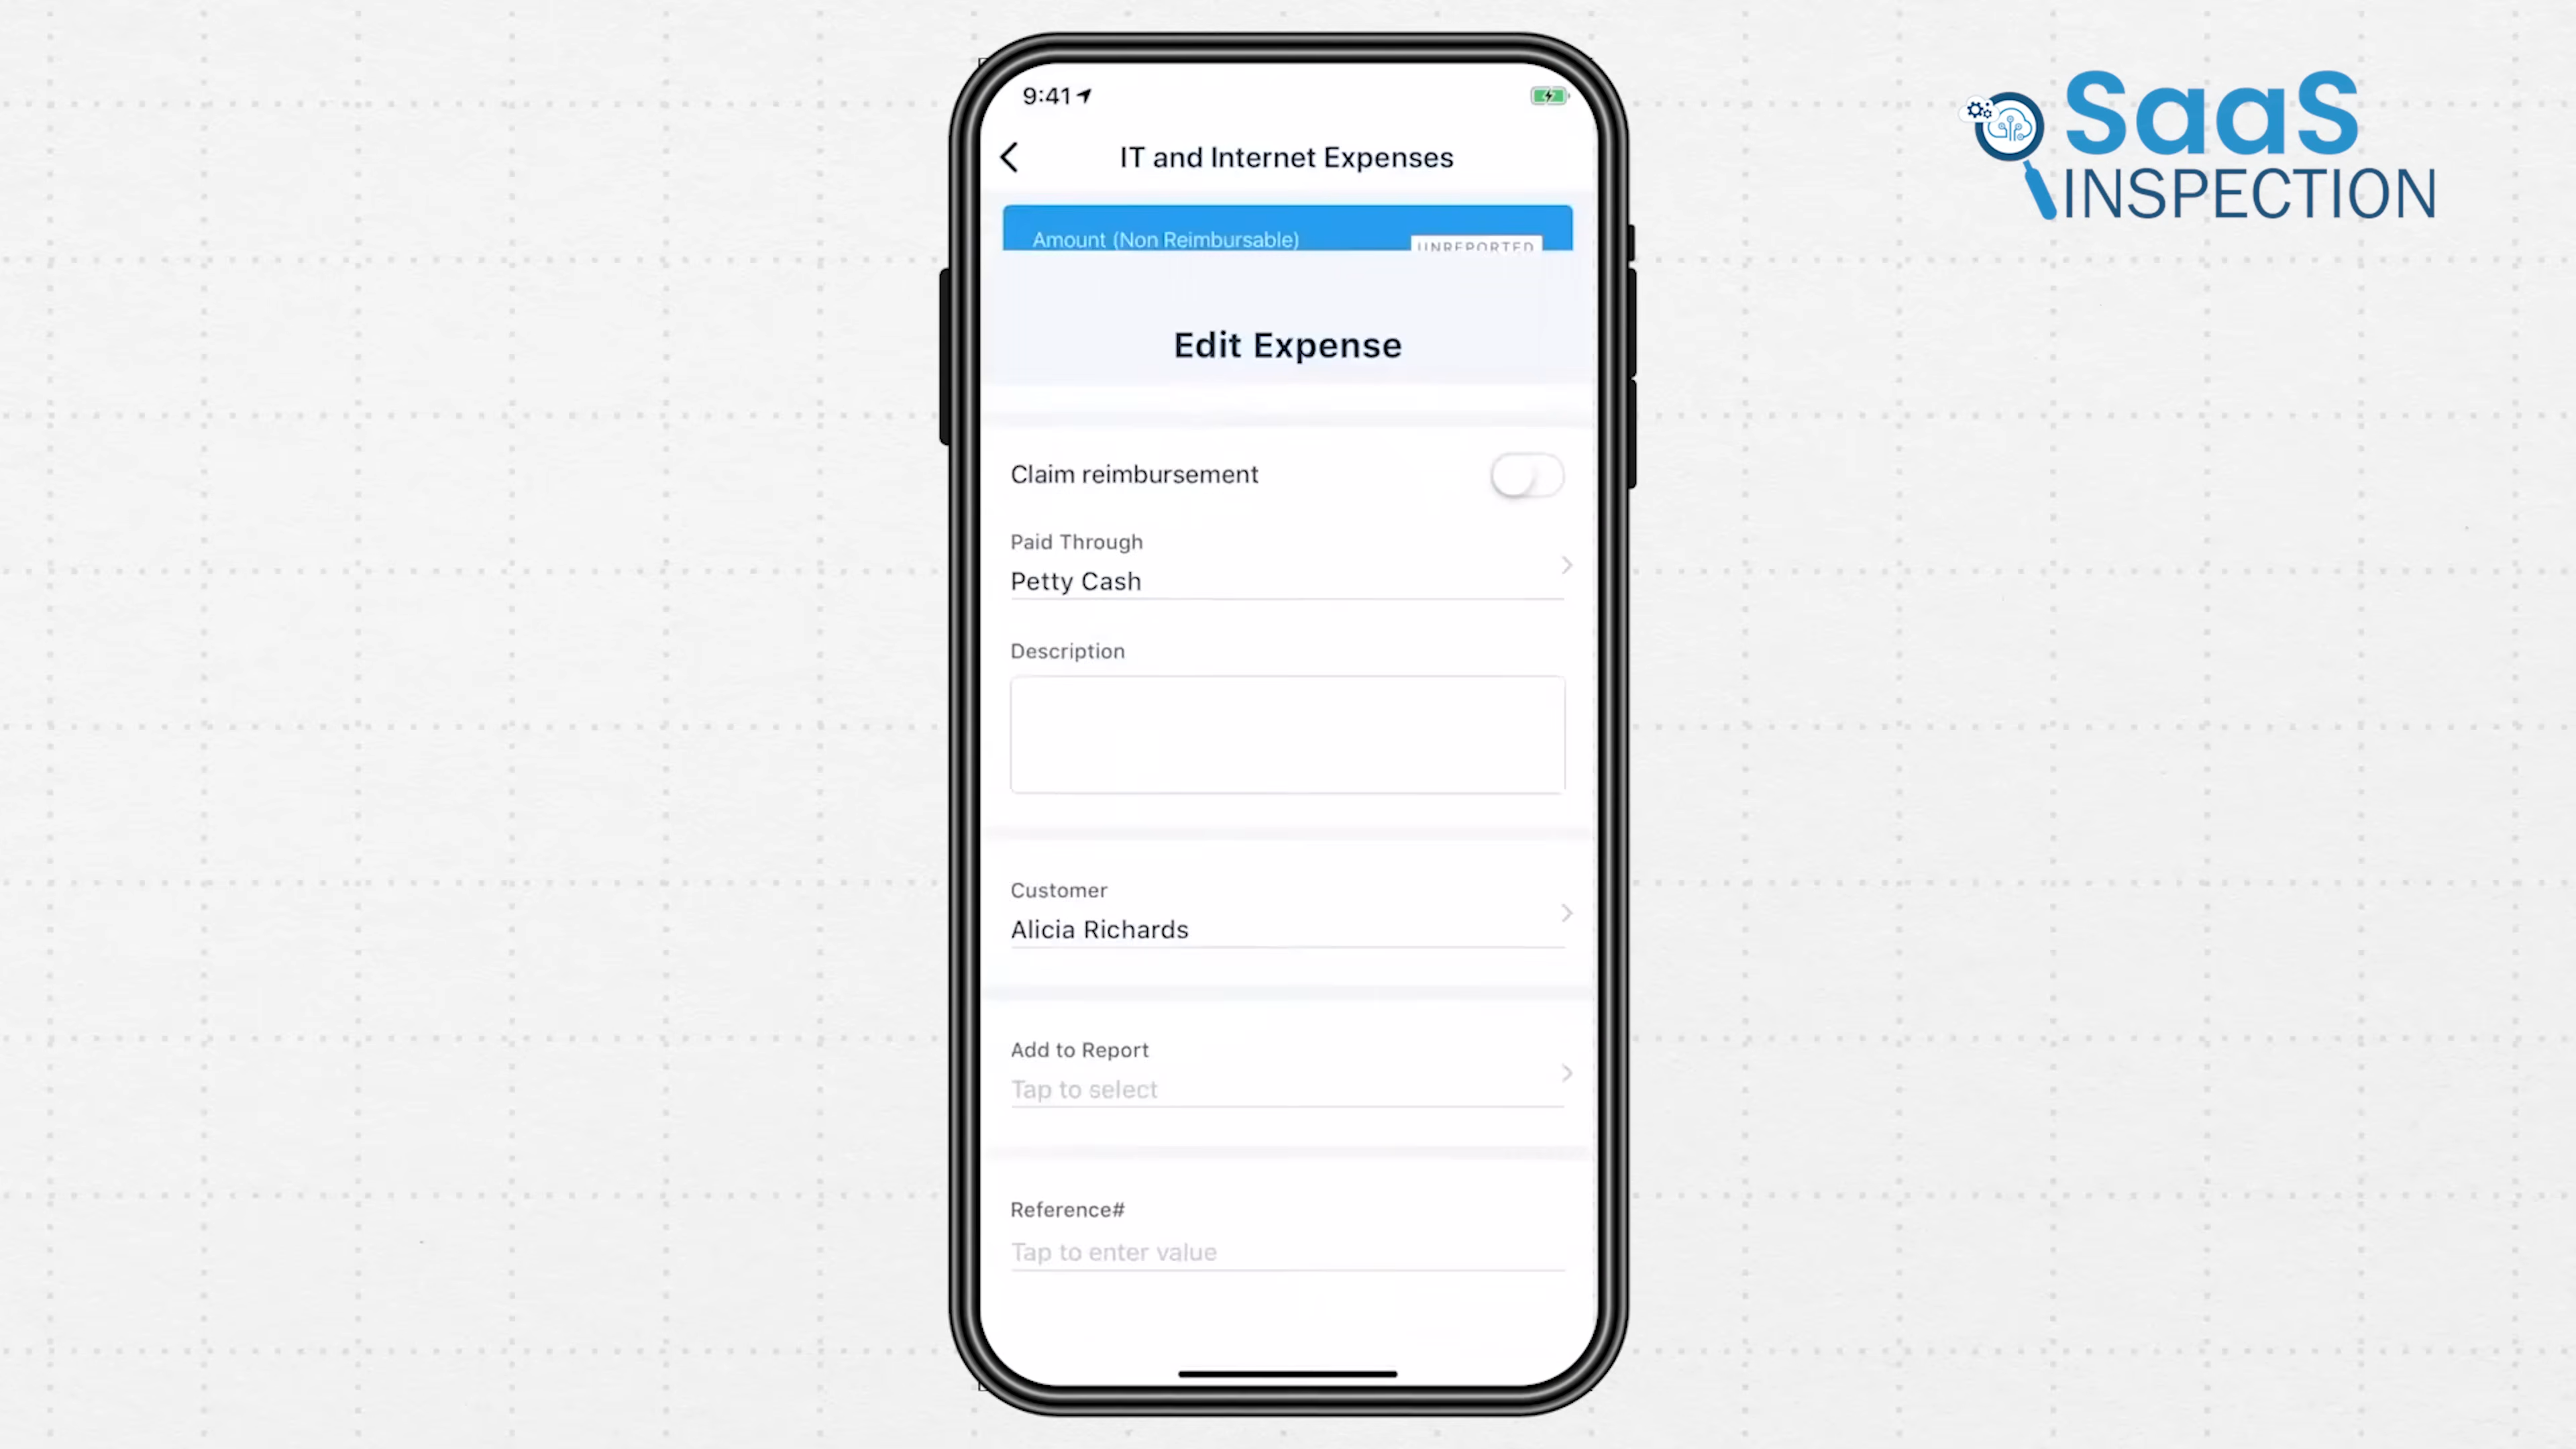 9:41
SaaS
INSPECTION
IT and Internet Expenses
Amount (Non Reimbursable)
UNREPORTED
Edit Expense
Claim reimbursement
Paid Through
Petty Cash
Description
Customer
Alicia Richards
Add to Report
Tap to select
Reference#
Tap to enter value